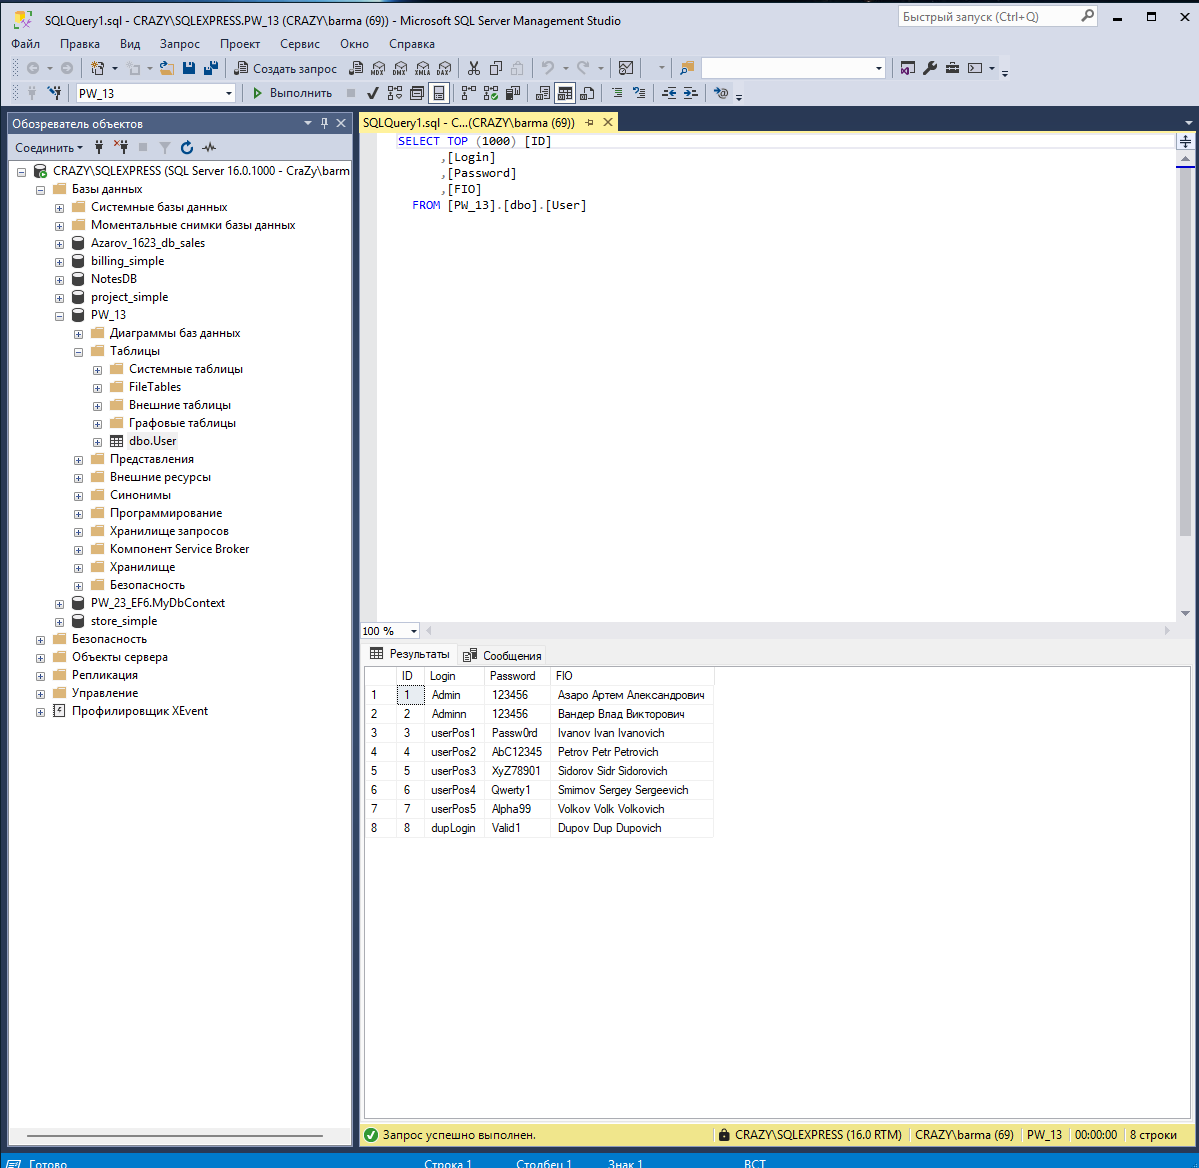 SQLQuery1.sql - CRAZY\SQLEXPRESS.PW_13 (CRAZY\barma (69)) - Microsoft SQL Server Management Studio
Быстрый запуск (Ctrl+Q)
Файл Правка Вид Запрос Проект Сервис Окно Справка
Создать запрос MDX DMX XMLA DAX
PW_13 Выполнить
Обозреватель объектов
Соединить
CRAZY\SQLEXPRESS (SQL Server 16.0.1000 - CraZy\barm
Базы данных
Системные базы данных
Моментальные снимки базы данных
Azarov_1623_db_sales
billing_simple
NotesDB
project_simple
PW_13
Диаграммы баз данных
Таблицы
Системные таблицы
FileTables
Внешние таблицы
Графовые таблицы
dbo.User
Представления
Внешние ресурсы
Синонимы
Программирование
Хранилище запросов
Компонент Service Broker
Хранилище
Безопасность
PW_23_EF6.MyDbContext
store_simple
Безопасность
Объекты сервера
Репликация
Управление
Профилировщик XEvent
SQLQuery1.sql - C...(CRAZY\barma (69))
SELECT TOP (1000) [ID]
,[Login]
,[Password]
,[FIO]
FROM [PW_13].[dbo].[User]
100 %
Результаты Сообщения
ID Login Password FIO
1 1 Admin 123456 Азаро Артем Александрович
2 2 Adminn 123456 Вандер Влад Викторович
3 3 userPos1 Passw0rd Ivanov Ivan Ivanovich
4 4 userPos2 AbC12345 Petrov Petr Petrovich
5 5 userPos3 XyZ78901 Sidorov Sidr Sidorovich
6 6 userPos4 Qwerty1 Smirnov Sergey Sergeevich
7 7 userPos5 Alpha99 Volkov Volk Volkovich
8 8 dupLogin Valid1 Dupov Dup Dupovich
Запрос успешно выполнен. CRAZY\SQLEXPRESS (16.0 RTM) CRAZY\barma (69) PW_13 00:00:00 8 строки
Готово Строка 1 Столбец 1 Знак 1 ВСТ